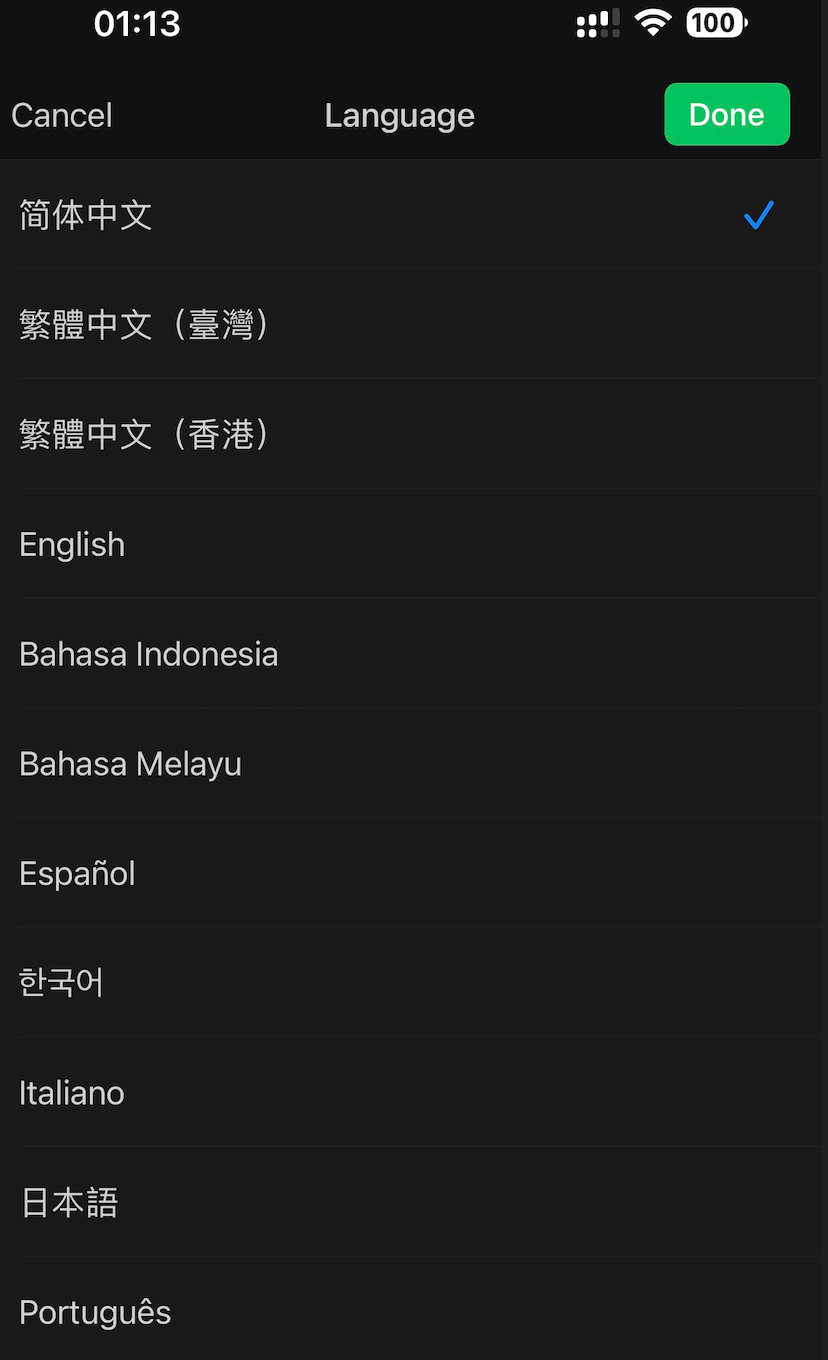 01:13 100
Cancel Language Done
简体中文
繁體中文（臺灣）
繁體中文（香港）
English
Bahasa Indonesia
Bahasa Melayu
Español
한국어
Italiano
日本語
Português